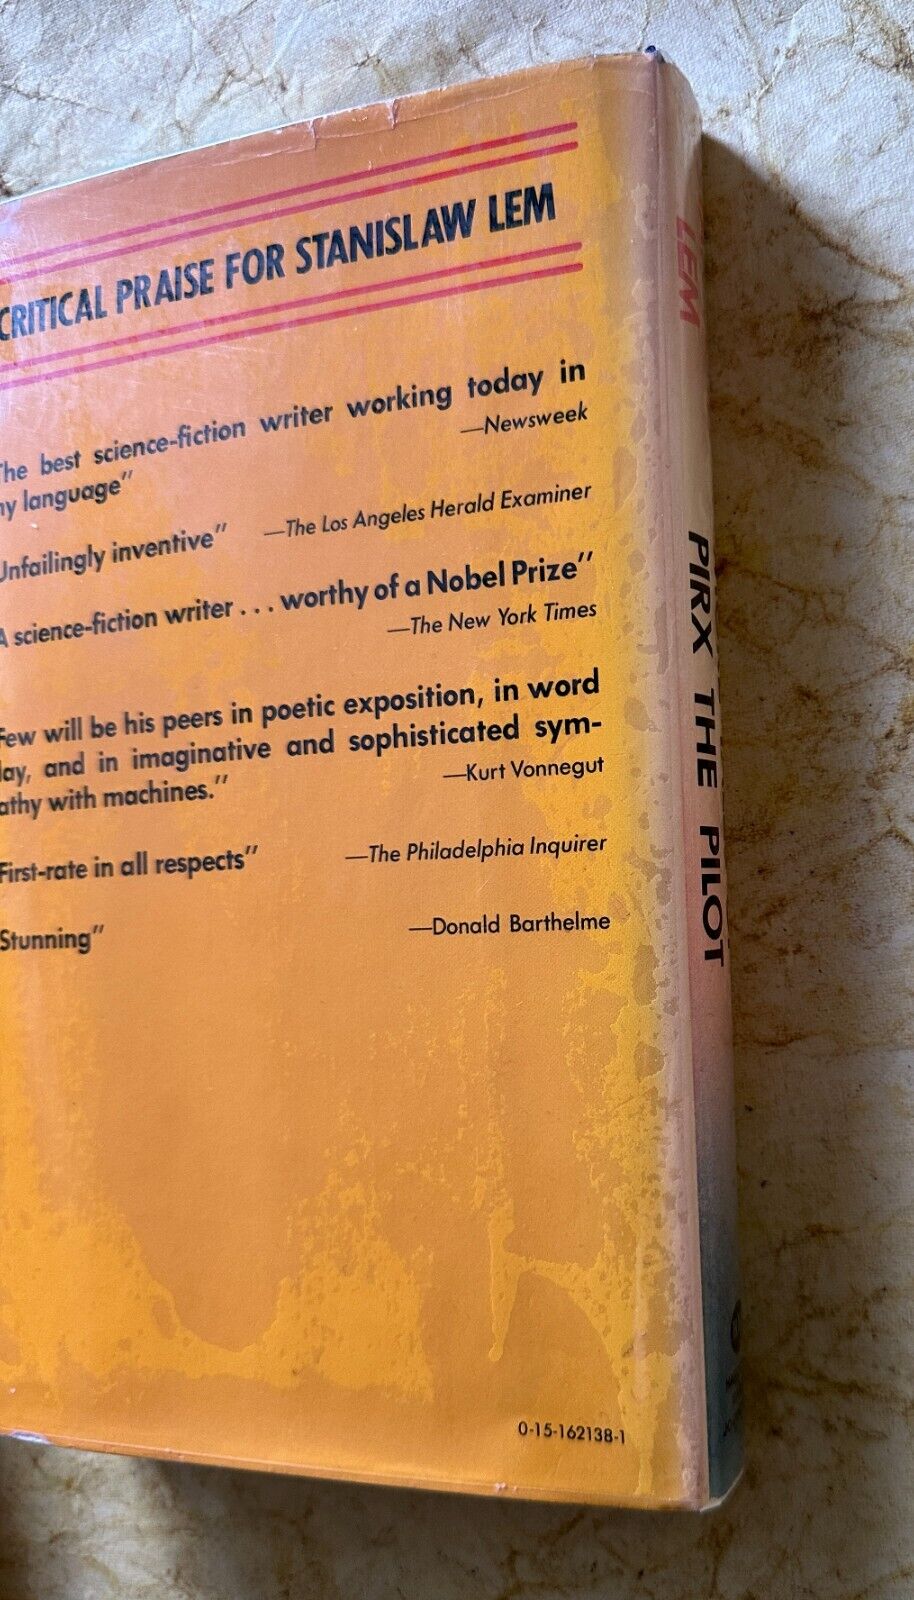 CRITICAL PRAISE FOR STANISLAW LEM
The best science-fiction writer working today in
ny language”
—Newsweek
Unfailingly inventive” —The Los Angeles Herald Examiner
A science-fiction writer . . . worthy of a Nobel Prize”
—The New York Times
Few will be his peers in poetic exposition, in word
lay, and in imaginative and sophisticated sym-
athy with machines.” —Kurt Vonnegut
First-rate in all respects” —The Philadelphia Inquirer
Stunning” —Donald Barthelme
0-15-162138-1
LEM
PIRX THE PILOT